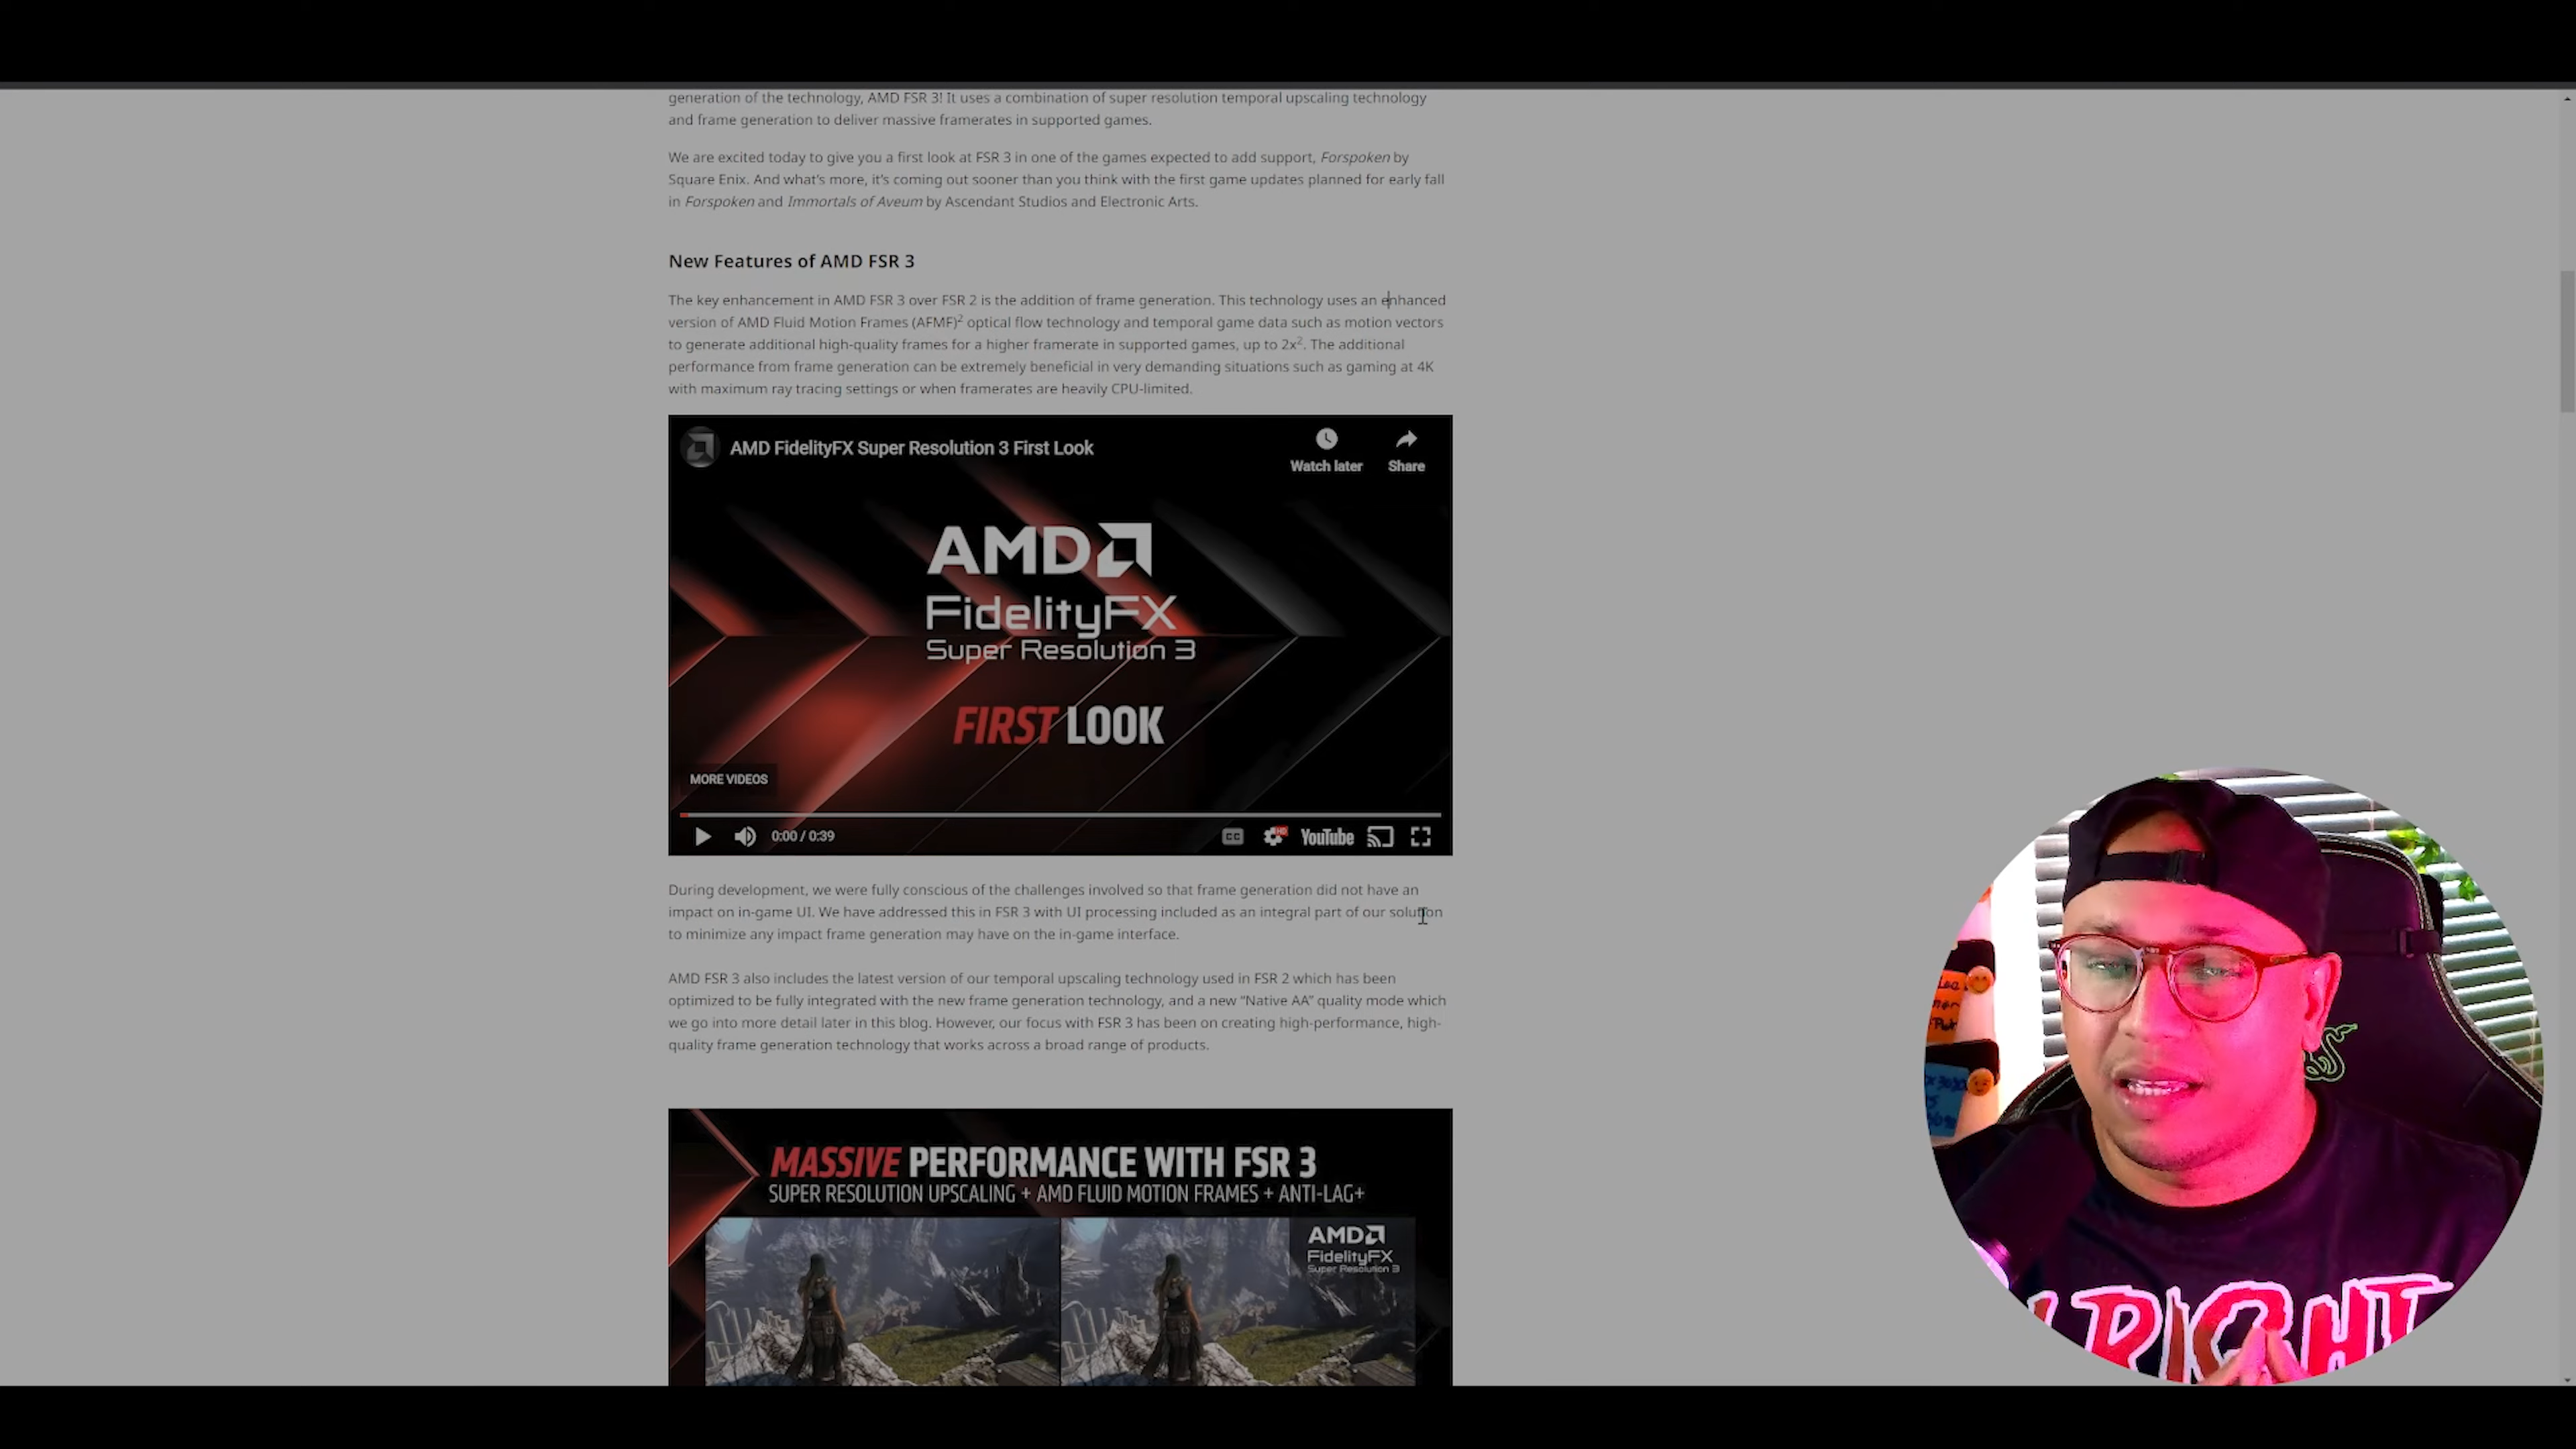 generation of the technology, AMD FSR 3! It uses a combination of super resolution temporal upscaling technology
and frame generation to deliver massive framerates in supported games.
We are excited today to give you a first look at FSR 3 in one of the games expected to add support, Forspoken by
Square Enix. And what's more, it's coming out sooner than you think with the first game updates planned for early fall
in Forspoken and Immortals of Aveum by Ascendant Studios and Electronic Arts.
New Features of AMD FSR 3
The key enhancement in AMD FSR 3 over FSR 2 is the addition of frame generation. This technology uses an enhanced
version of AMD Fluid Motion Frames (AFMF)2 optical flow technology and temporal game data such as motion vectors
to generate additional high-quality frames for a higher framerate in supported games, up to 2x2. The additional
performance from frame generation can be extremely beneficial in very demanding situations such as gaming at 4K
with maximum ray tracing settings or when framerates are heavily CPU-limited.
AMD FidelityFX Super Resolution 3 First Look
Watch later
Share
AMD
FidelityFX
Super Resolution 3
FIRST LOOK
MORE VIDEOS
0:00 / 0:39
CC
HD
YouTube
During development, we were fully conscious of the challenges involved so that frame generation did not have an
impact on in-game UI. We have addressed this in FSR 3 with UI processing included as an integral part of our solution
to minimize any impact frame generation may have on the in-game interface.
AMD FSR 3 also includes the latest version of our temporal upscaling technology used in FSR 2 which has been
optimized to be fully integrated with the new frame generation technology, and a new “Native AA” quality mode which
we go into more detail later in this blog. However, our focus with FSR 3 has been on creating high-performance, high-
quality frame generation technology that works across a broad range of products.
MASSIVE PERFORMANCE WITH FSR 3
SUPER RESOLUTION UPSCALING + AMD FLUID MOTION FRAMES + ANTI-LAG+
AMD
FidelityFX
Super Resolution 3